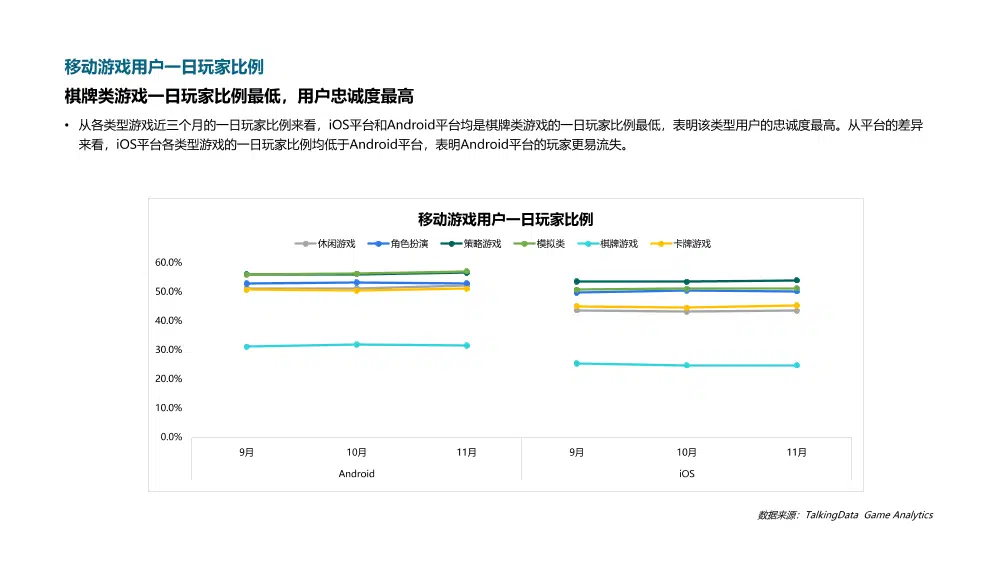 移动游戏用户一日玩家比例
棋牌类游戏一日玩家比例最低，用户忠诚度最高
• 从各类型游戏近三个月的一日玩家比例来看，iOS平台和Android平台均是棋牌类游戏的一日玩家比例最低，表明该类型用户的忠诚度最高。从平台的差异
来看，iOS平台各类型游戏的一日玩家比例均低于Android平台，表明Android平台的玩家更易流失。
移动游戏用户一日玩家比例
休闲游戏 角色扮演 策略游戏 模拟类 棋牌游戏 卡牌游戏
60.0%
50.0%
40.0%
30.0%
20.0%
10.0%
0.0%
9月 10月 11月 9月 10月 11月
Android iOS
数据来源：TalkingData Game Analytics